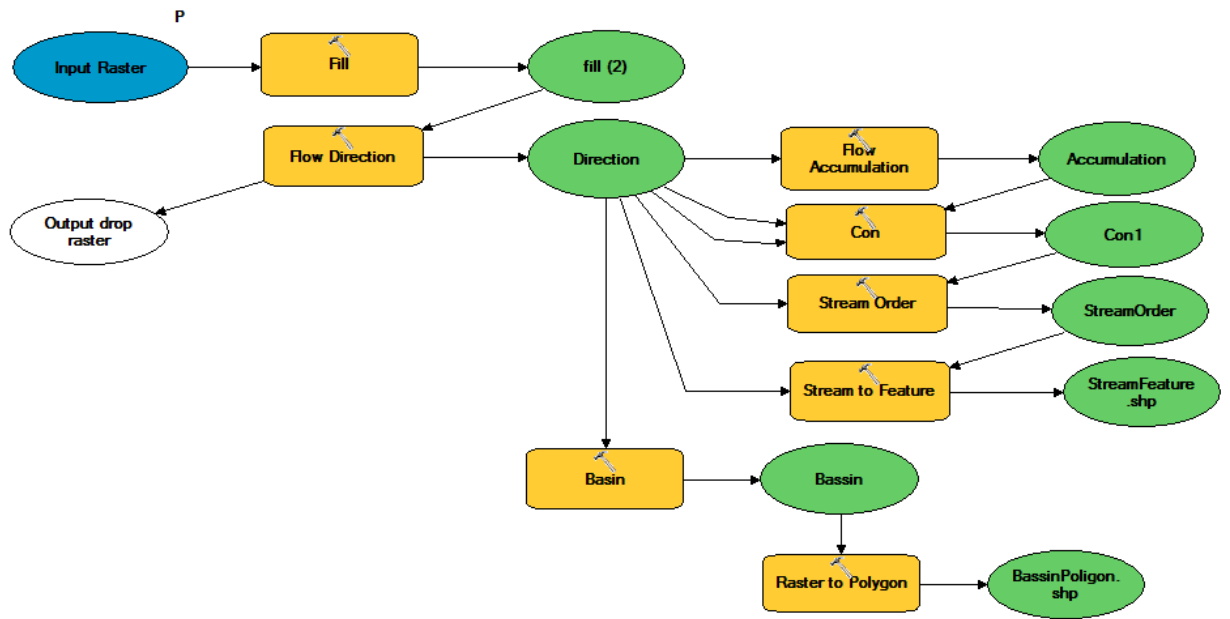 P
Input Raster
Fill
fill (2)
Flow Direction
Direction
Flow
Accumulation
Accumulation
Output drop
raster
Con
Con1
Stream Order
StreamOrder
Stream to Feature
StreamFeature
.shp
Basin
Bassin
Raster to Polygon
BassinPoligon.
shp